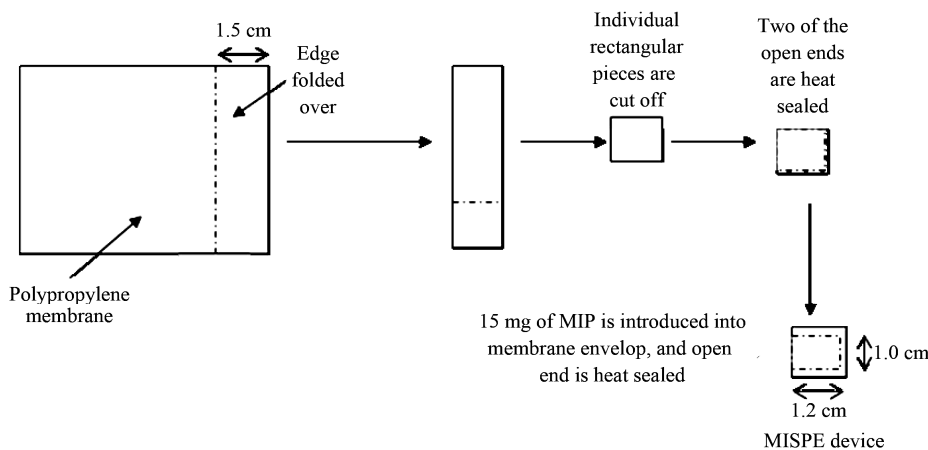 1.5 cm
Edge
folded
over
Individual
rectangular
pieces are
cut off
Two of the
open ends
are heat
sealed
Polypropylene
membrane
15 mg of MIP is introduced into
membrane envelop, and open
end is heat sealed
1.0 cm
1.2 cm
MISPE device